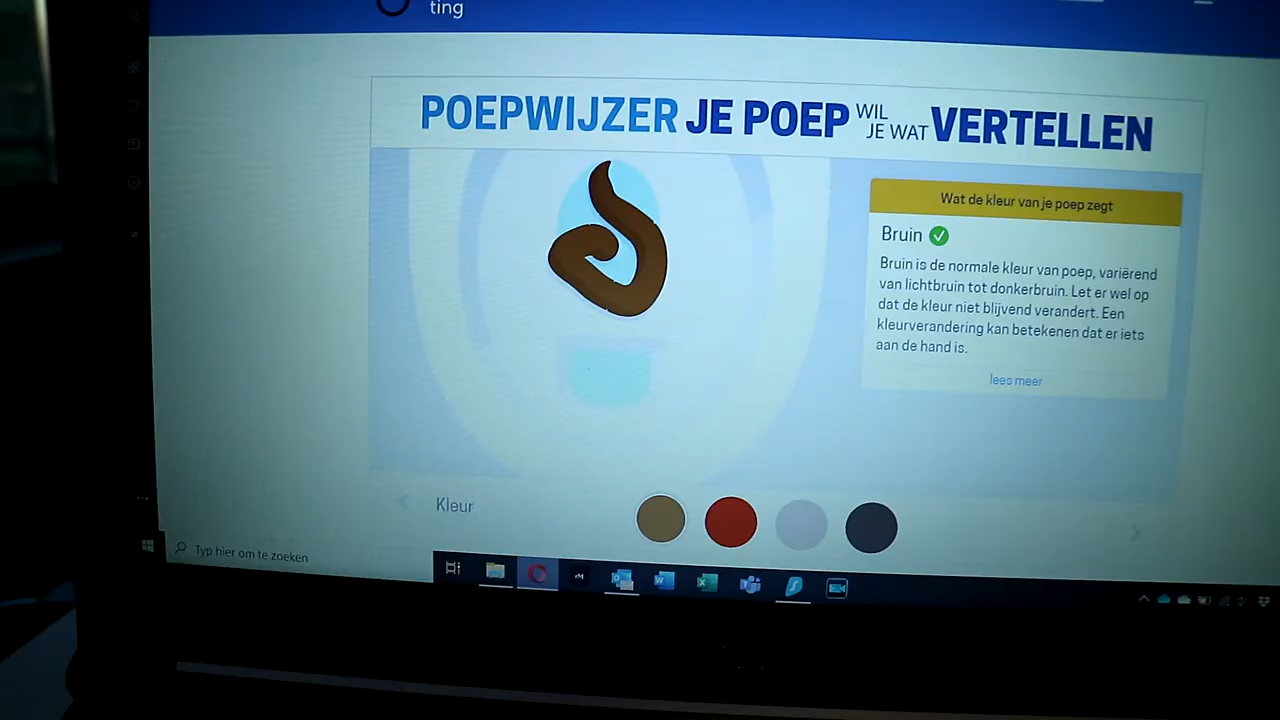 ting
POEPWIJZER JE POEP WIL JE WAT VERTELLEN
Wat de kleur van je poep zegt
Bruin
Bruin is de normale kleur van poep, variërend
van lichtbruin tot donkerbruin. Let er wel op
dat de kleur niet blijvend verandert. Een
kleurverandering kan betekenen dat er iets
aan de hand is.
lees meer
Kleur
Typ hier om te zoeken